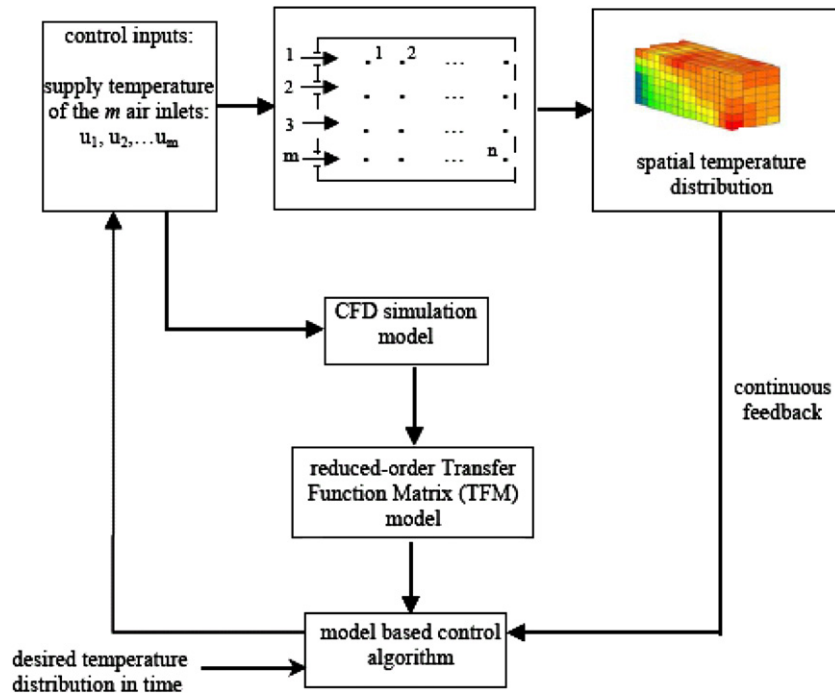 control inputs:
supply temperature
of the m air inlets:
u1, u2,…um
1
2
3
m
1 2 ...
...
...
n
...
spatial temperature
distribution
CFD simulation
model
continuous
feedback
reduced-order Transfer
Function Matrix (TFM)
model
model based control
algorithm
desired temperature
distribution in time